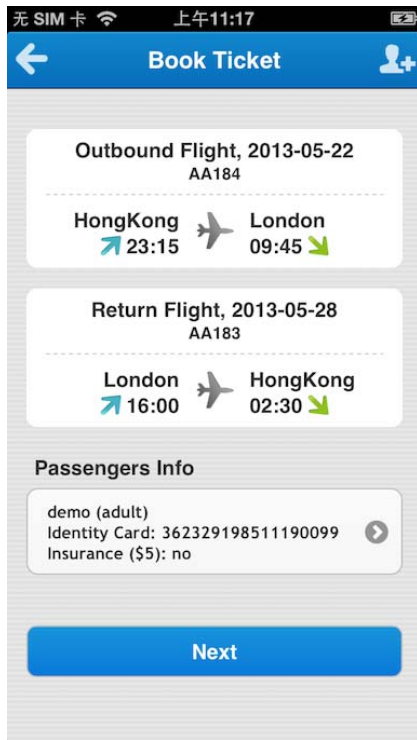 无 SIM 卡 上午11:17
Book Ticket
Outbound Flight, 2013-05-22
AA184
HongKong London
23:15 09:45
Return Flight, 2013-05-28
AA183
London HongKong
16:00 02:30
Passengers Info
demo (adult)
Identity Card: 362329198511190099
Insurance ($5): no
Next